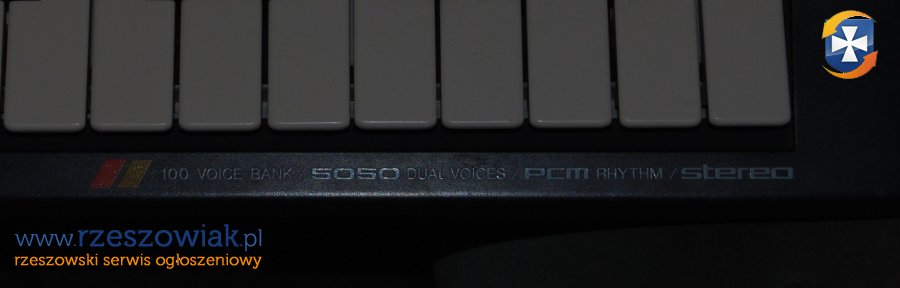 100 VOICE BANK / 5050 DUAL VOICES / PCM RHYTHM / stereo
www.rzeszowiak.pl
rzeszowski serwis ogłoszeniowy